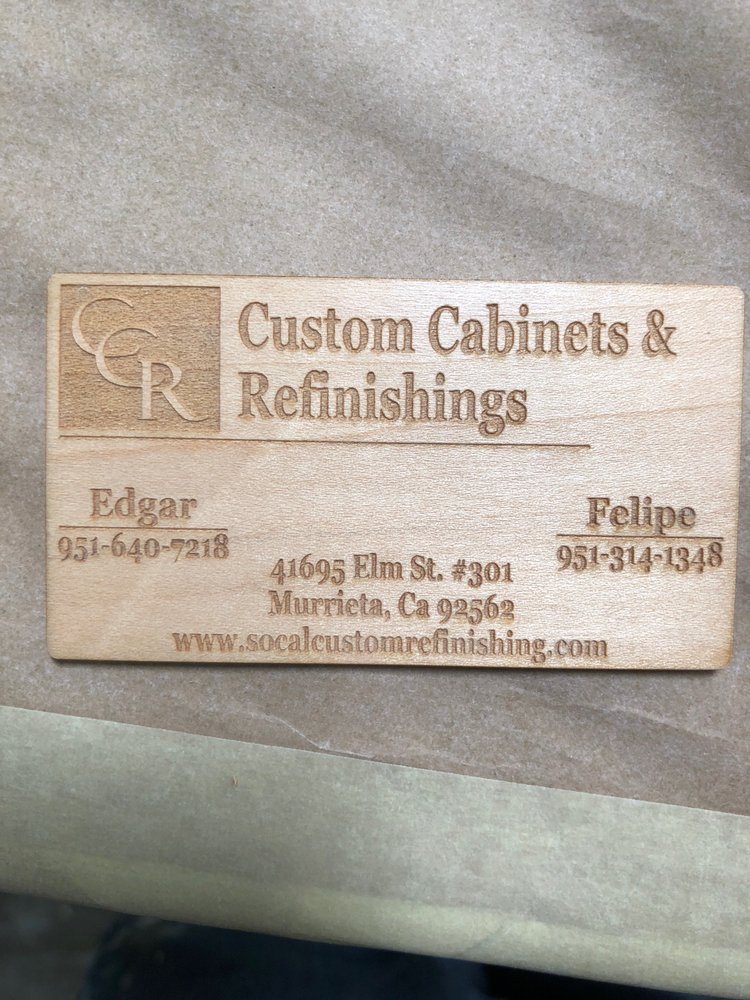 CCR
Custom Cabinets &
Refinishings
Edgar
951-640-7218
Felipe
951-314-1348
41695 Elm St. #301
Murrieta, Ca 92562
www.socalcustomrefinishing.com